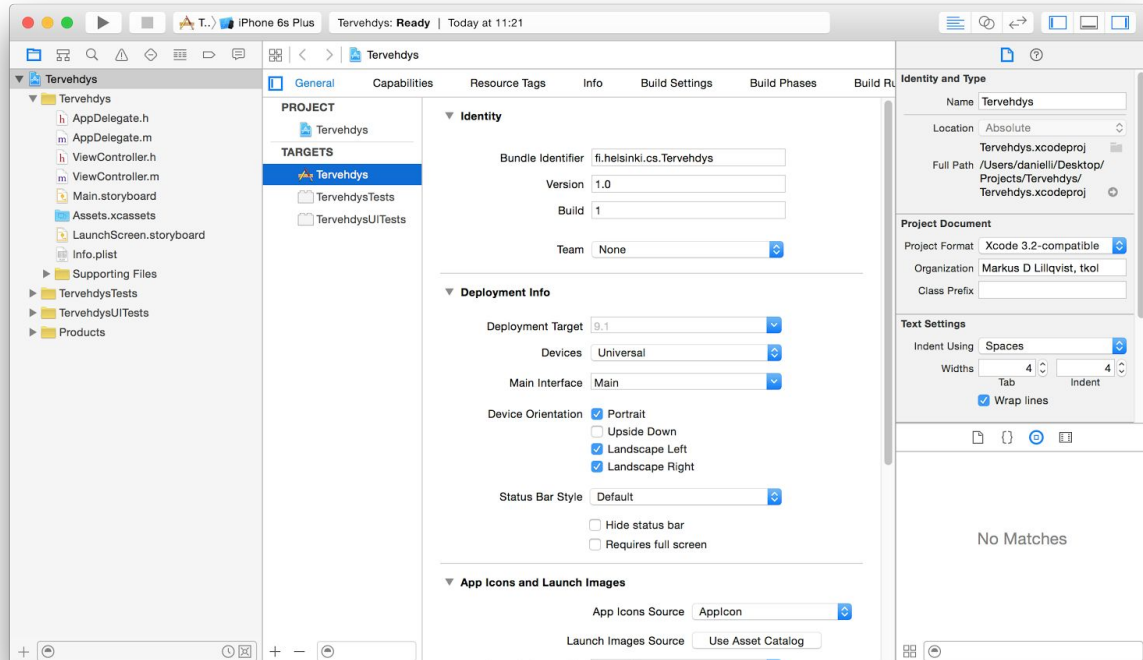 T...〉 iPhone 6s Plus
Tervehdys: Ready | Today at 11:21
Tervehdys
Tervehdys
AppDelegate.h
AppDelegate.m
ViewController.h
ViewController.m
Main.storyboard
Assets.xcassets
LaunchScreen.storyboard
Info.plist
Supporting Files
TervehdysTests
TervehdysUITests
Products
Tervehdys
General Capabilities Resource Tags Info Build Settings Build Phases Build Ru
PROJECT
Tervehdys
TARGETS
Tervehdys
TervehdysTests
TervehdysUITests
Identity
Bundle Identifier fi.helsinki.cs.Tervehdys
Version 1.0
Build 1
Team None
Deployment Info
Deployment Target 9.1
Devices Universal
Main Interface Main
Device Orientation Portrait
Upside Down
Landscape Left
Landscape Right
Status Bar Style Default
Hide status bar
Requires full screen
App Icons and Launch Images
App Icons Source AppIcon
Launch Images Source Use Asset Catalog
Identity and Type
Name Tervehdys
Location Absolute
Tervehdys.xcodeproj
Full Path /Users/danielli/Desktop/
Projects/Tervehdys/
Tervehdys.xcodeproj
Project Document
Project Format Xcode 3.2-compatible
Organization Markus D Lillqvist, tkol
Class Prefix
Text Settings
Indent Using Spaces
Widths 4 4
Tab Indent
Wrap lines
No Matches